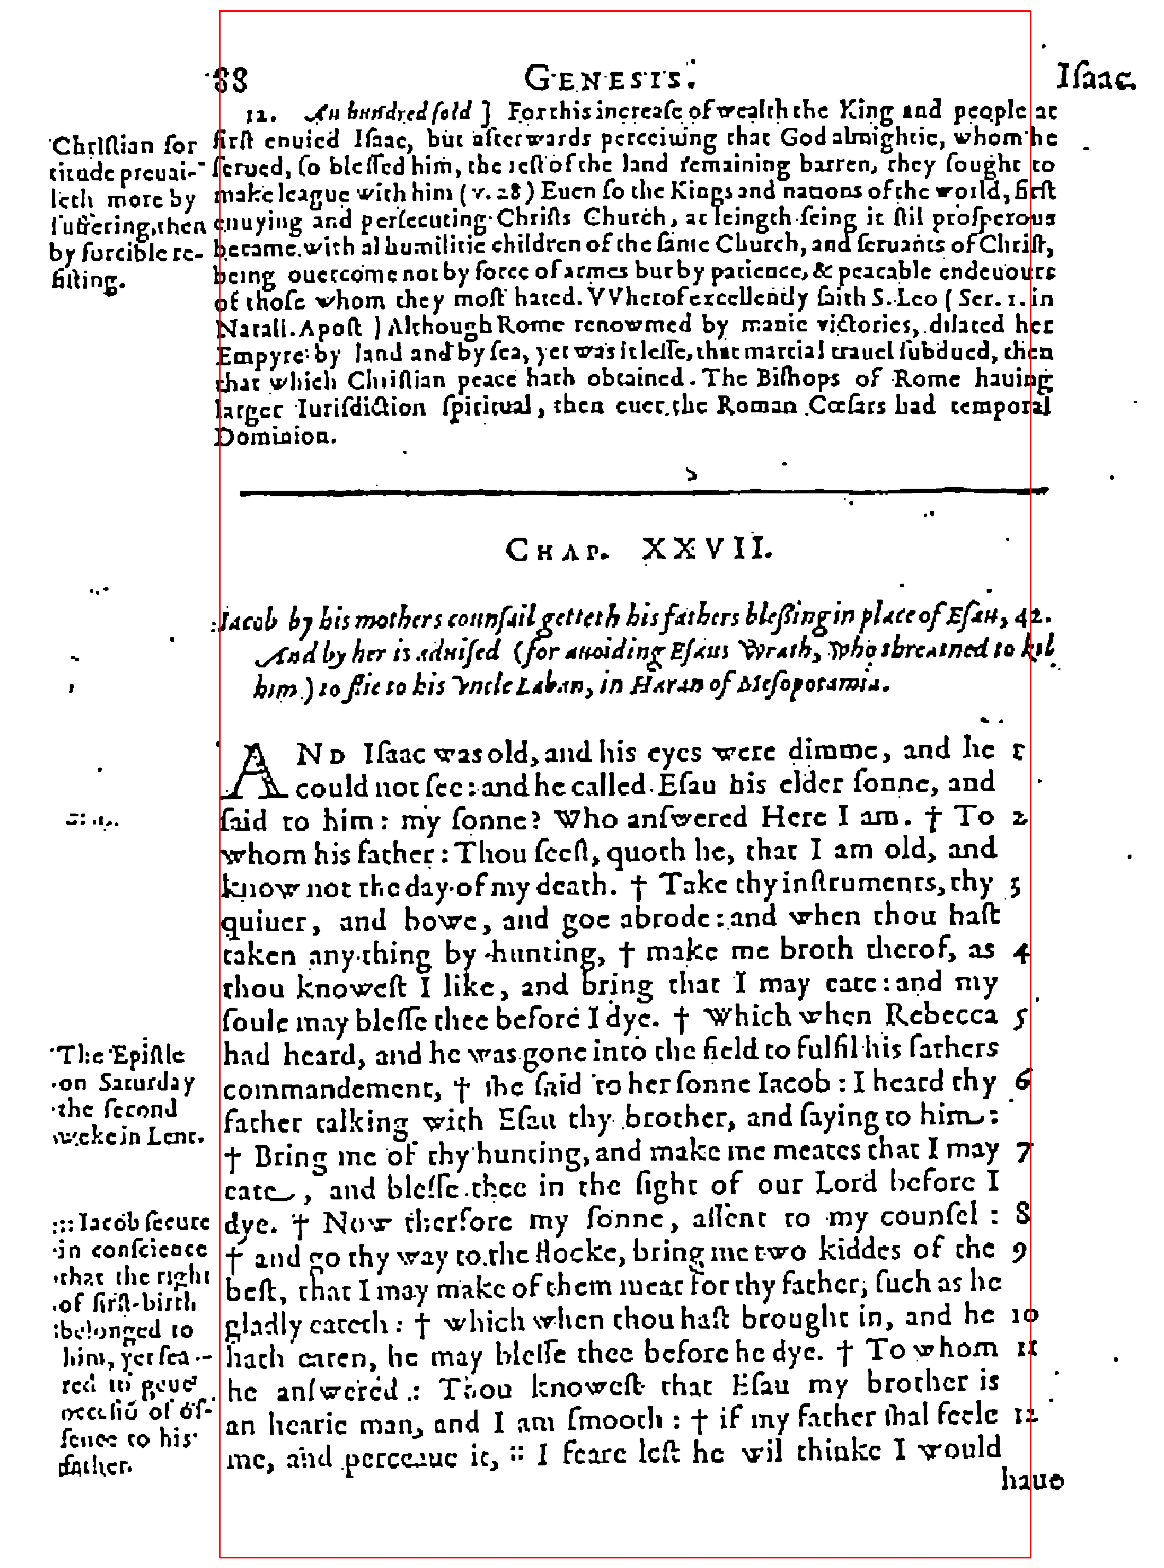 88 GENESIS. Iſaac.
12. An hundred fold ] For this increaſe of wealth the King and people at
firſt enuied Iſaac, but afterwards perceiuing that God almightie, whom he
ſerued, ſo bleſſed him, the reſt of the land remaining barren, they ſought to
make league with him ( v. 28 ) Euen ſo the Kings and nations of the world, firſt
enuying and perſecuting Chriſts Church, at leingth ſeing it ſtil proſperous
became with al humilitie children of the ſame Church, and ſeruants of Chriſt,
being ouercome not by force of armes but by patience, & peacable endeuours
of thoſe whom they moſt hated. VVherof excellently ſaith S. Leo ( Ser. 1. in
Natali. Apoſt ) Although Rome renowmed by manie victories, dilated her
Empyre by land and by ſea, yet was it leſſe, that martial trauel ſubdued, then
that which Chriſtian peace hath obtained. The Biſhops of Rome hauing
larger Iuriſdiction ſpiritual, then euer the Roman Cœſars had temporal
Dominion.
Chriſtian for
titude preuai-
leth more by
ſuffering, then
by forcible re-
ſiſting.
CHAP. XXVII.
Iacob by his mothers counſail getteth his fathers bleſſing in place of Eſau, 42.
And by her is aduiſed (for auoiding Eſaus wrath, who threatned to kil
him ) to flie to his vncle Laban, in Haran of Meſopotamia.
AND Iſaac was old, and his eyes were dimme, and he 1
could not ſee: and he called Eſau his elder ſonne, and
ſaid to him: my ſonne? Who anſwered Here I am. † To 2
whom his father: Thou ſeeſt, quoth he, that I am old, and
know not the day of my death. † Take thy inſtruments, thy 3
quiuer, and bowe, and goe abrode: and when thou haſt
taken any thing by hunting, † make me broth therof, as 4
thou knoweſt I like, and bring that I may eate: and my
ſoule may bleſſe thee before I dye. † Which when Rebecca 5
had heard, and he was gone into the field to fulfil his fathers
commandement, † ſhe ſaid to her ſonne Iacob: I heard thy 6
father talking with Eſau thy brother, and ſaying to him:
† Bring me of thy hunting, and make me meates that I may 7
eate, and bleſſe thee in the ſight of our Lord before I
dye. † Now therfore my ſonne, aſſent to my counſel: 8
† and go thy way to the flocke, bring me two kiddes of the 9
beſt, that I may make of them meat for thy father, ſuch as he
gladly eateth: † which when thou haſt brought in, and he 10
hath eaten, he may bleſſe thee before he dye. † To whom 11
he anſwered: Thou knoweſt that Eſau my brother is
an hearie man, and I am ſmooth: † if my father ſhal feele 12
me, and perceaue it, :: I feare leſt he wil thinke I would
haue
The Epiſtle
on Saturday
the ſecond
weke in Lent.
:: Iacob ſecure
in conſcience
that the right
of firſt-birth
belonged to
him, yet fea-
red to geue
occaſiõ of of-
fence to his
father.